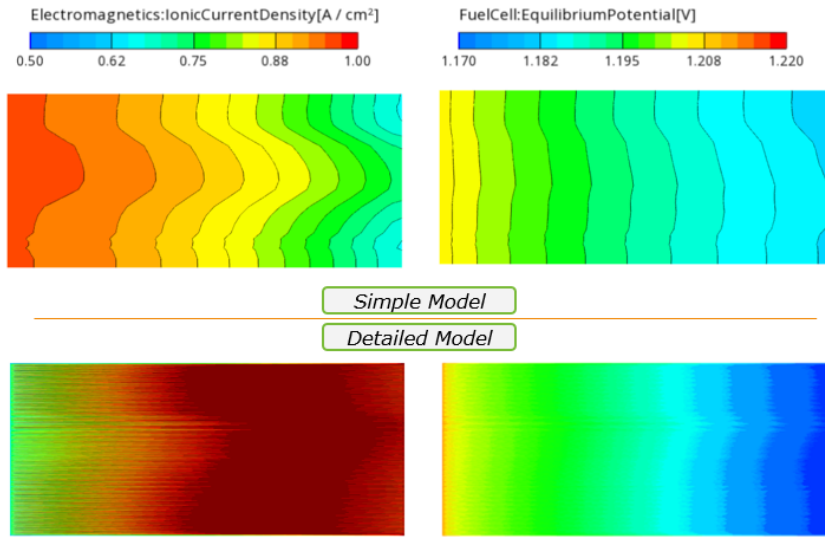 Electromagnetics:IonicCurrentDensity[A / cm²]
0.50 0.62 0.75 0.88 1.00
FuelCell:EquilibriumPotential[V]
1.170 1.182 1.195 1.208 1.220
Simple Model
Detailed Model